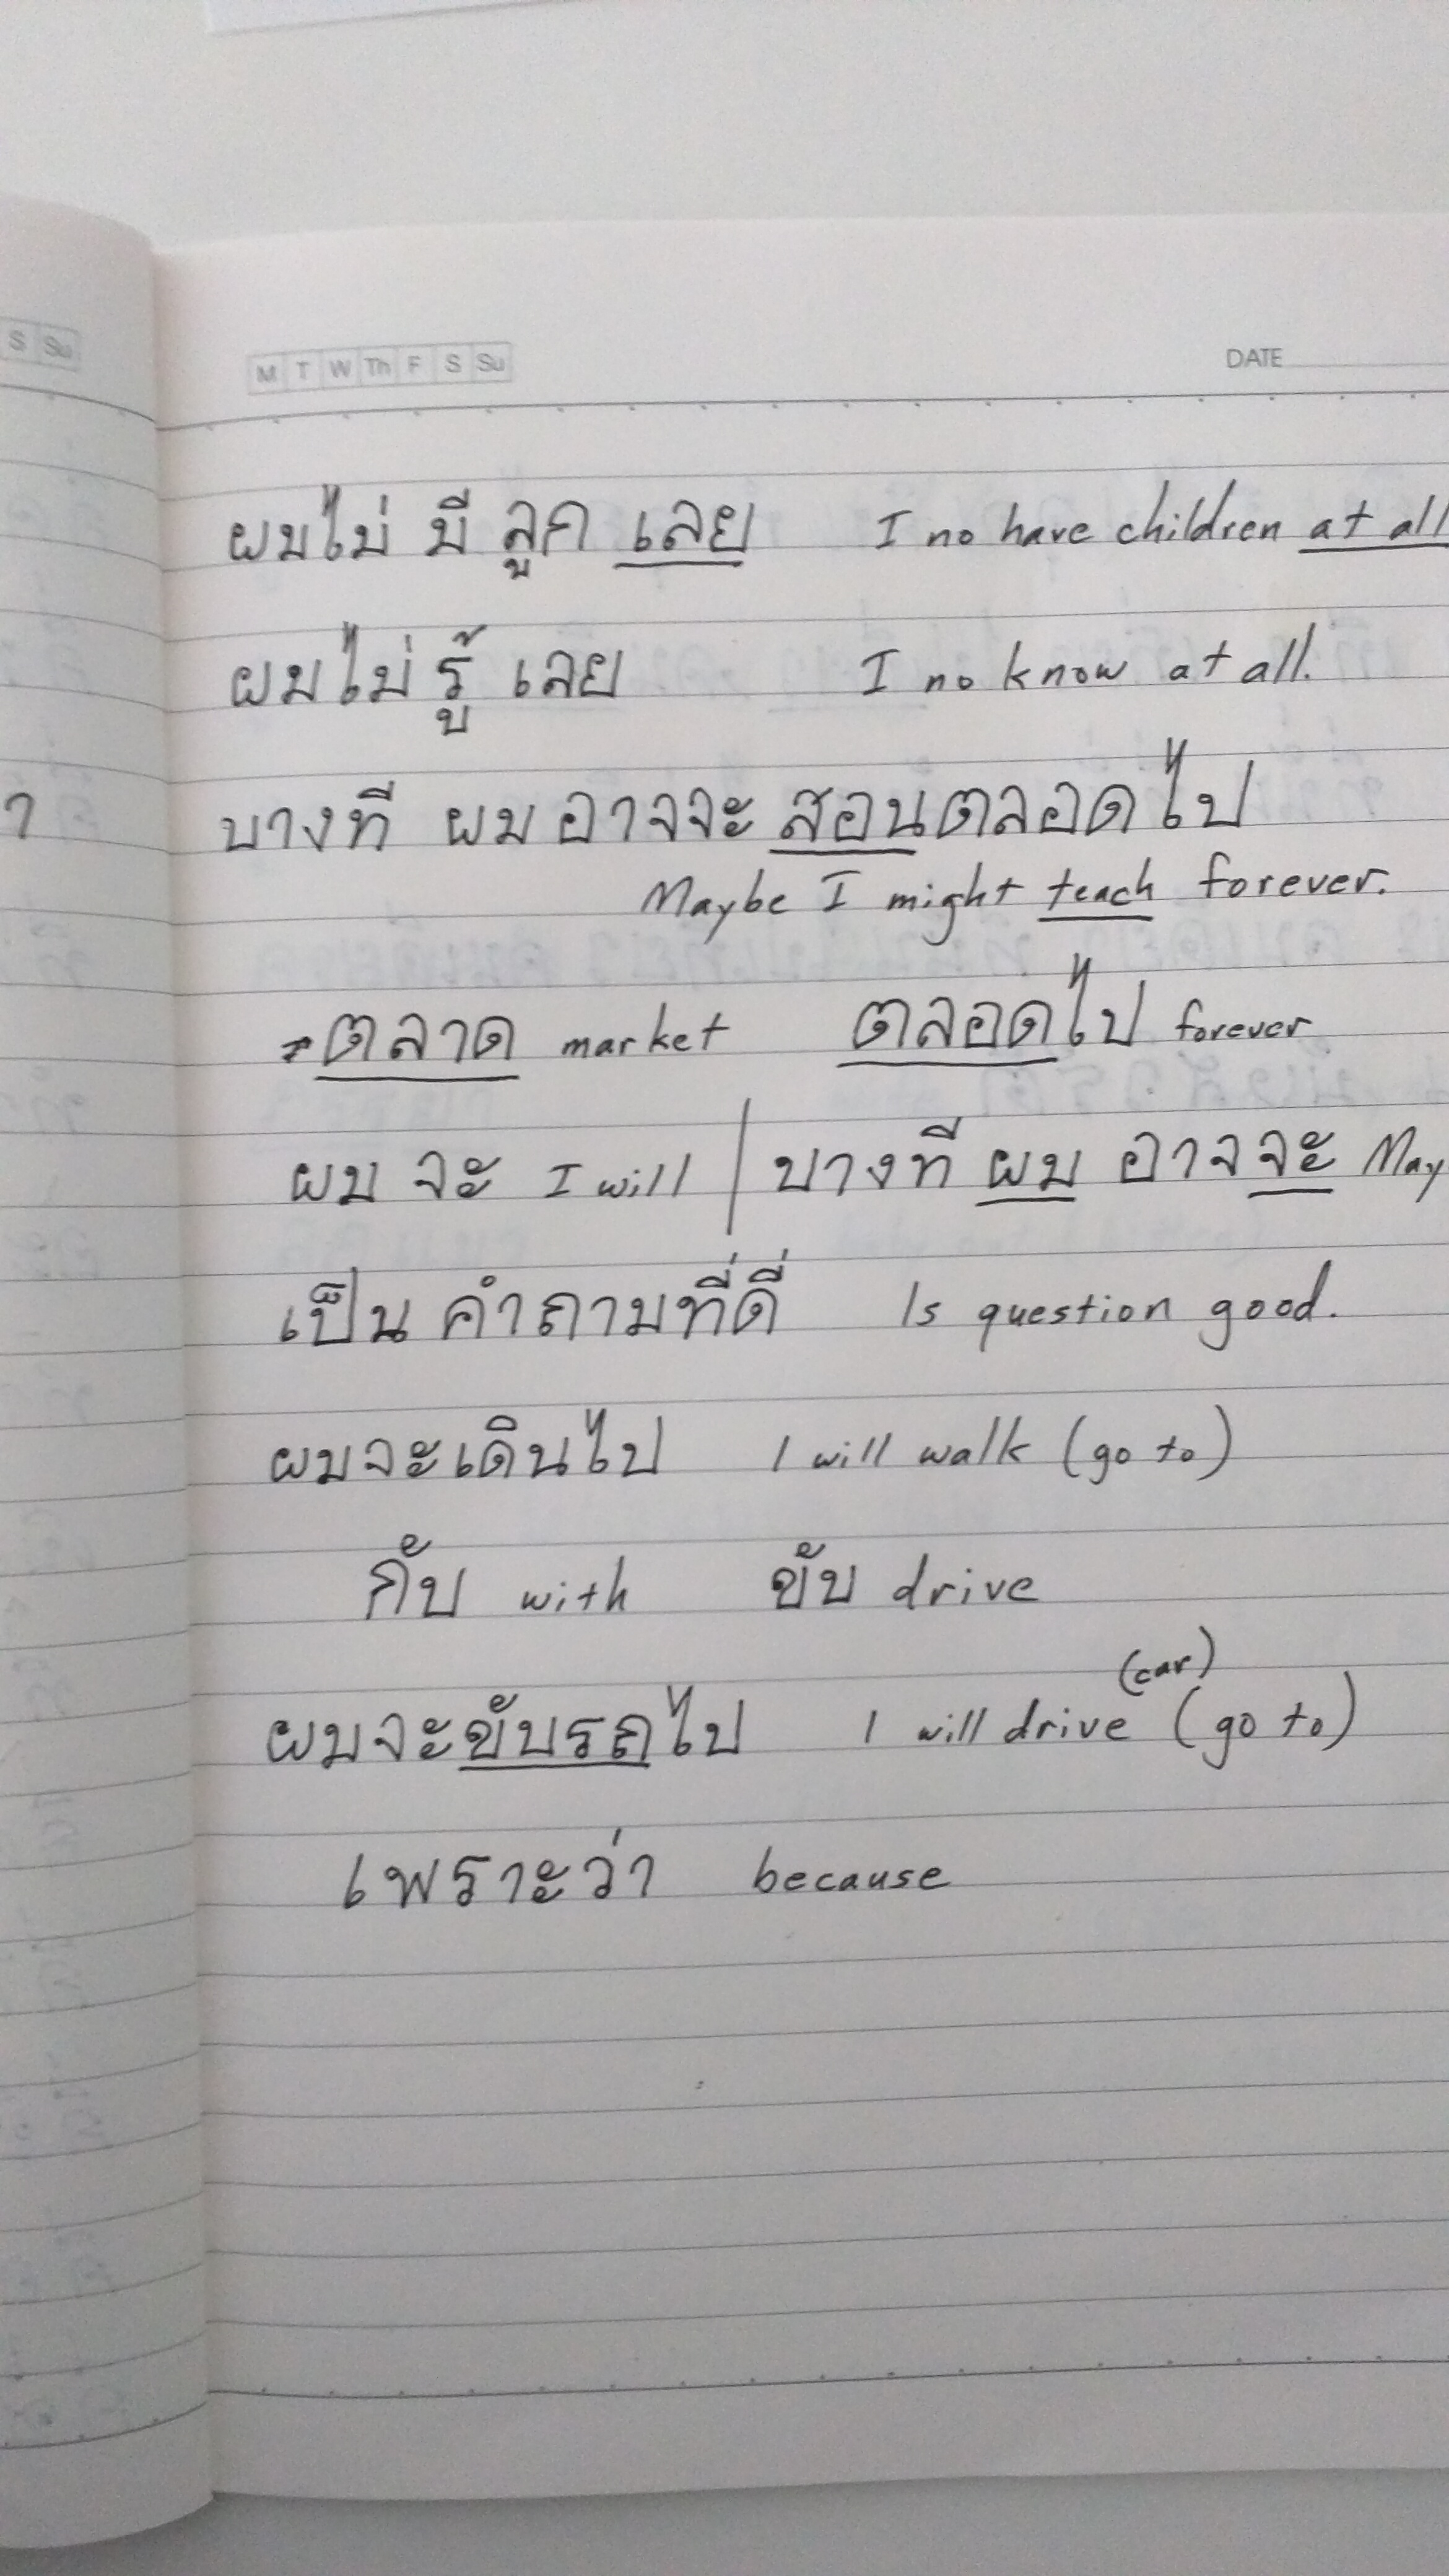 S Su
M T W Th F S Su DATE
ผมไม่ มี ลูก เลย I no have children at all
ผมไม่ รู้ เลย I no know at all.
า
บางที ผม อาจจะ สอนตลอดไป
Maybe I might teach forever.
ตลาด market ตลอดไป forever
ผม จะ I will | บางที ผม อาจจะ May
เป็น คำถามที่ดี่ Is question good.
ผมจะเดินไป I will walk (go to)
กับ with ขับ drive
(car)
ผมจะขับรถไป I will drive (go to)
เพราะว่า because